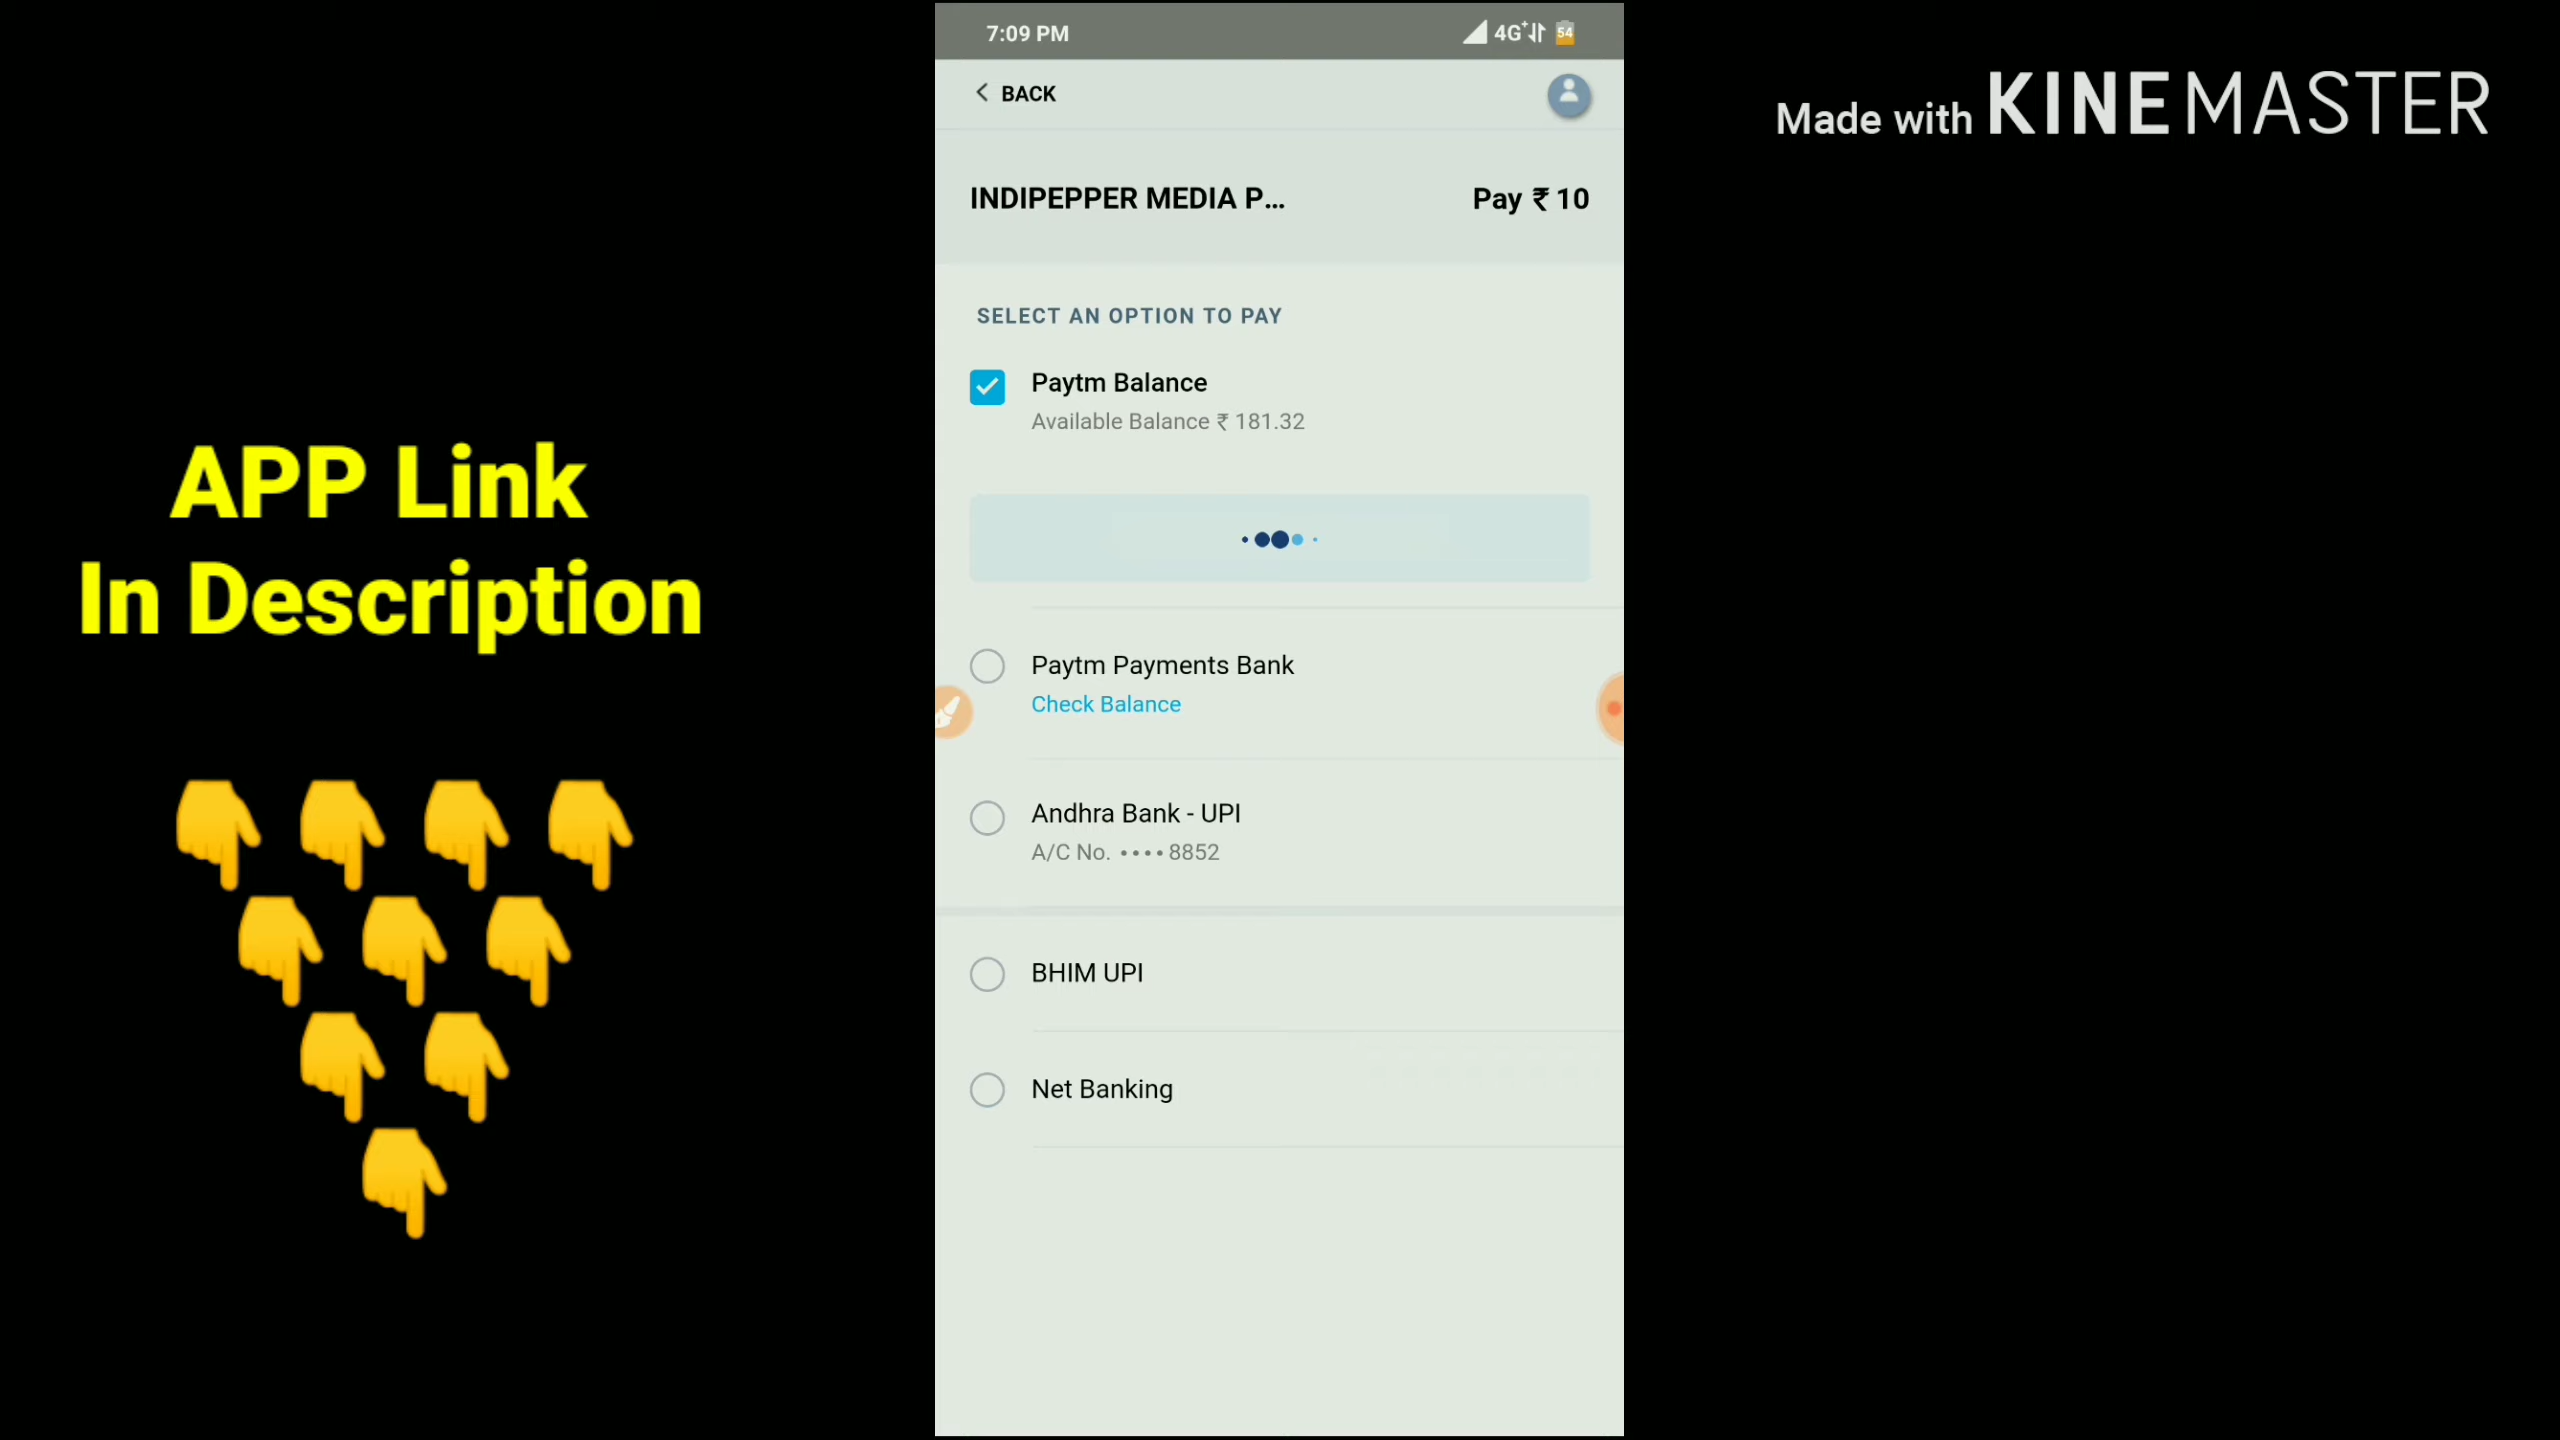 7:09 PM
4G+
54
BACK
Made with KINEMASTER
INDIPEPPER MEDIA P...
Pay ₹ 10
SELECT AN OPTION TO PAY
Paytm Balance
Available Balance ₹ 181.32
APP Link
In Description
Paytm Payments Bank
Check Balance
Andhra Bank - UPI
A/C No. •••• 8852
BHIM UPI
Net Banking